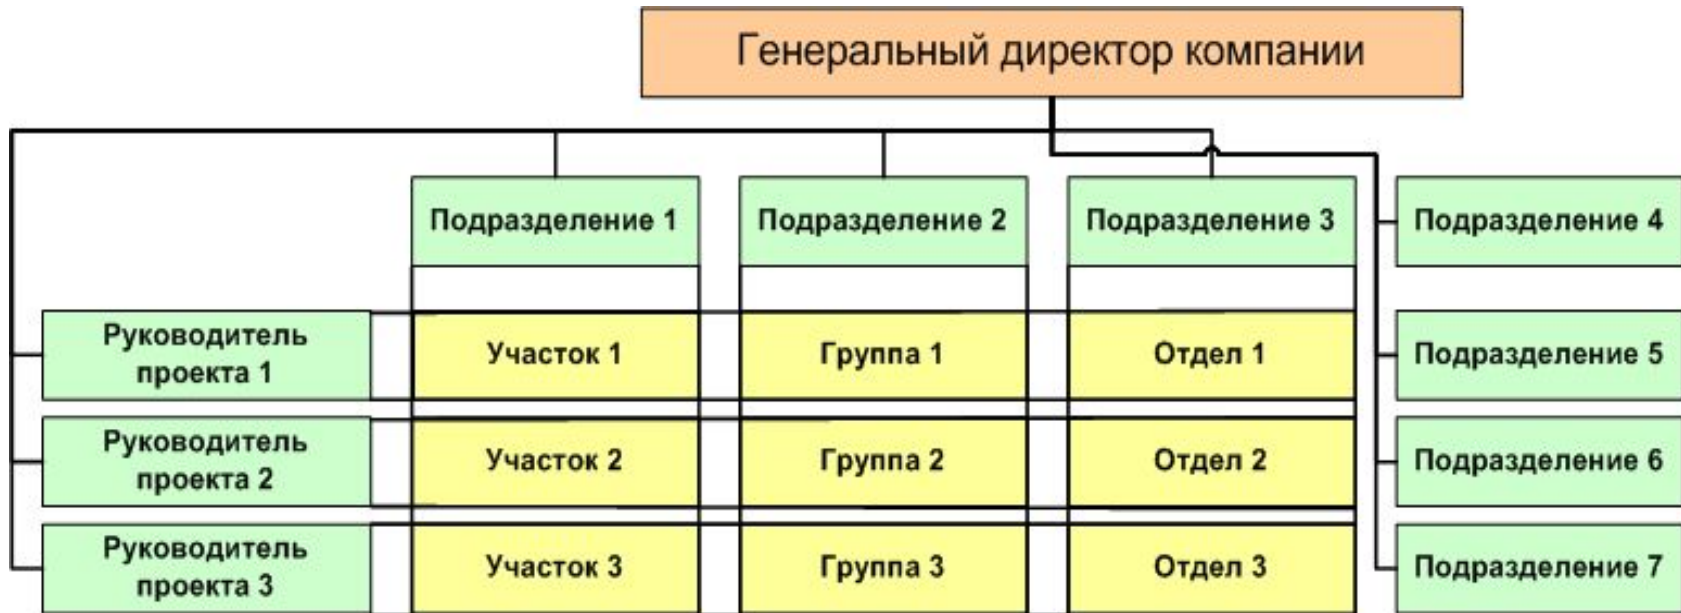 Генеральный директор компании
Подразделение 1
Подразделение 2
Подразделение 3
Подразделение 4
Руководитель
проекта 1
Участок 1
Группа 1
Отдел 1
Подразделение 5
Руководитель
проекта 2
Участок 2
Группа 2
Отдел 2
Подразделение 6
Руководитель
проекта 3
Участок 3
Группа 3
Отдел 3
Подразделение 7